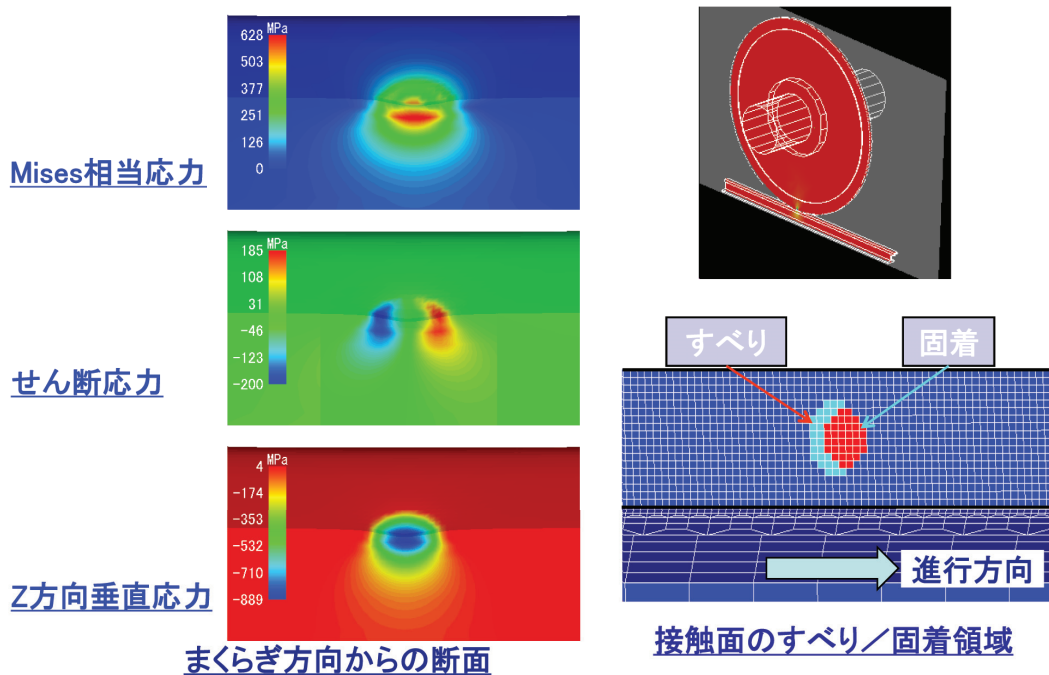 628 MPa
503
377
251
126
0
Mises相当応力
MPa
185
108
31
-46
-123
-200
せん断応力
MPa
4
-174
-353
-532
-710
-889
Z方向垂直応力
まくらぎ方向からの断面
すべり
固着
進行方向
接触面のすべり/固着領域